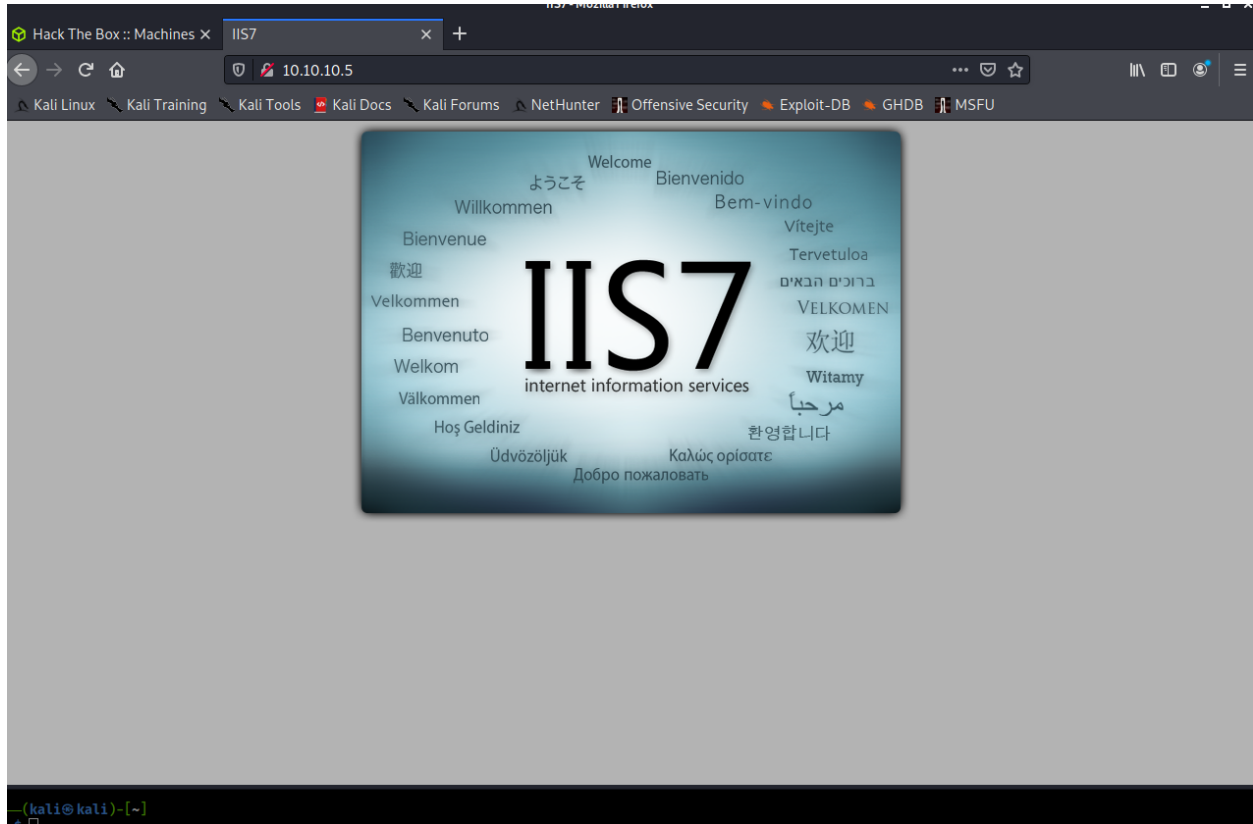 IIS7 - Mozilla Firefox
Hack The Box :: Machines
IIS7
10.10.10.5
Kali Linux Kali Training Kali Tools Kali Docs Kali Forums NetHunter Offensive Security Exploit-DB GHDB MSFU
Welcome
ようこそ
Bienvenido
Willkommen
Bem-vindo
Vítejte
Bienvenue
Tervetuloa
歡迎
ברוכים הבאים
Velkommen
VELKOMEN
Benvenuto
欢迎
Welkom
Witamy
IIS7
internet information services
Välkommen
مرحباً
Hoş Geldiniz
환영합니다
Üdvözöljük
Καλώς ορίσατε
Добро пожаловать
(kali㉿kali)-[~]